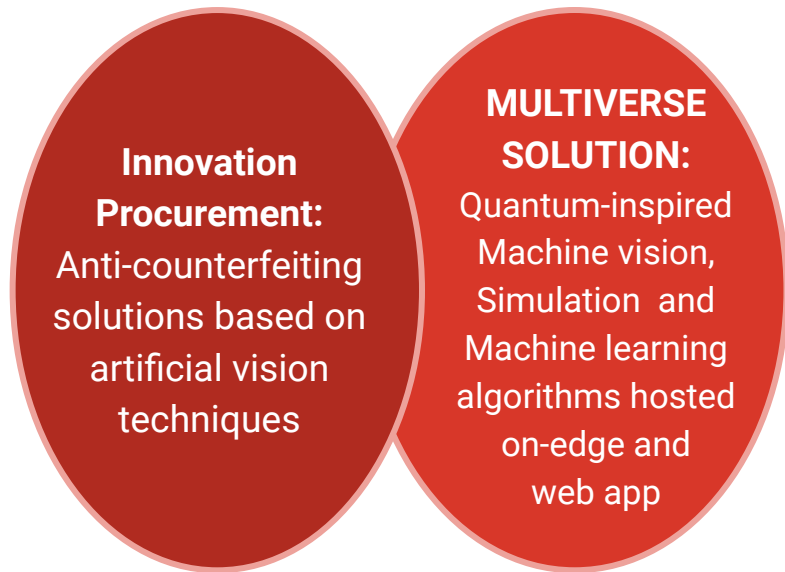 Innovation
Procurement:
Anti-counterfeiting
solutions based on
artificial vision
techniques
MULTIVERSE
SOLUTION:
Quantum-inspired
Machine vision,
Simulation and
Machine learning
algorithms hosted
on-edge and
web app